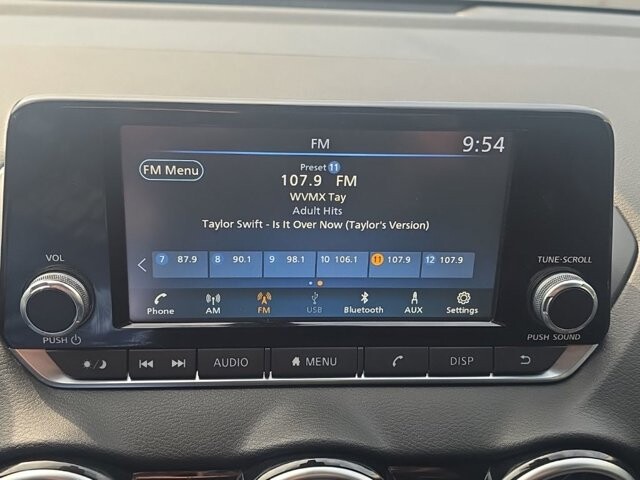 FM
9:54
FM Menu
Preset 11
107.9 FM
WVMX Tay
Adult Hits
Taylor Swift - Is It Over Now (Taylor's Version)
7 87.9 8 90.1 9 98.1 10 106.1 11 107.9 12 107.9
Phone AM FM USB Bluetooth AUX Settings
VOL
PUSH
TUNE-SCROLL
PUSH SOUND
AUDIO MENU DISP